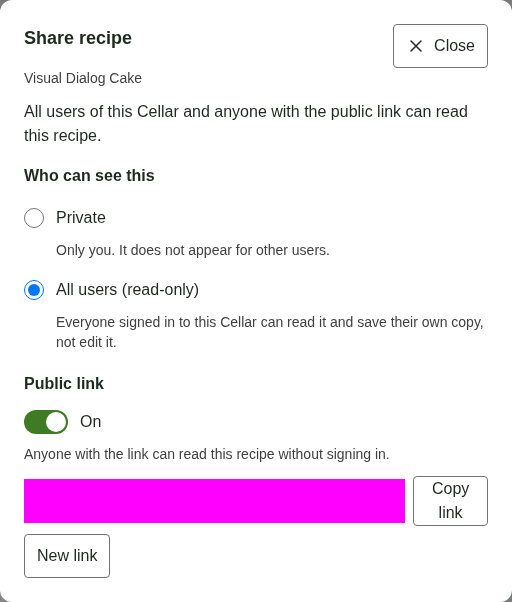 Share recipe
Close
Visual Dialog Cake
All users of this Cellar and anyone with the public link can read
this recipe.
Who can see this
Private
Only you. It does not appear for other users.
All users (read-only)
Everyone signed in to this Cellar can read it and save their own copy,
not edit it.
Public link
On
Anyone with the link can read this recipe without signing in.
Copy
link
New link